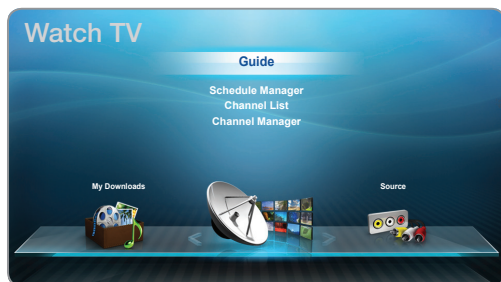 Watch TV
Guide
Schedule Manager
Channel List
Channel Manager
My Downloads
Source